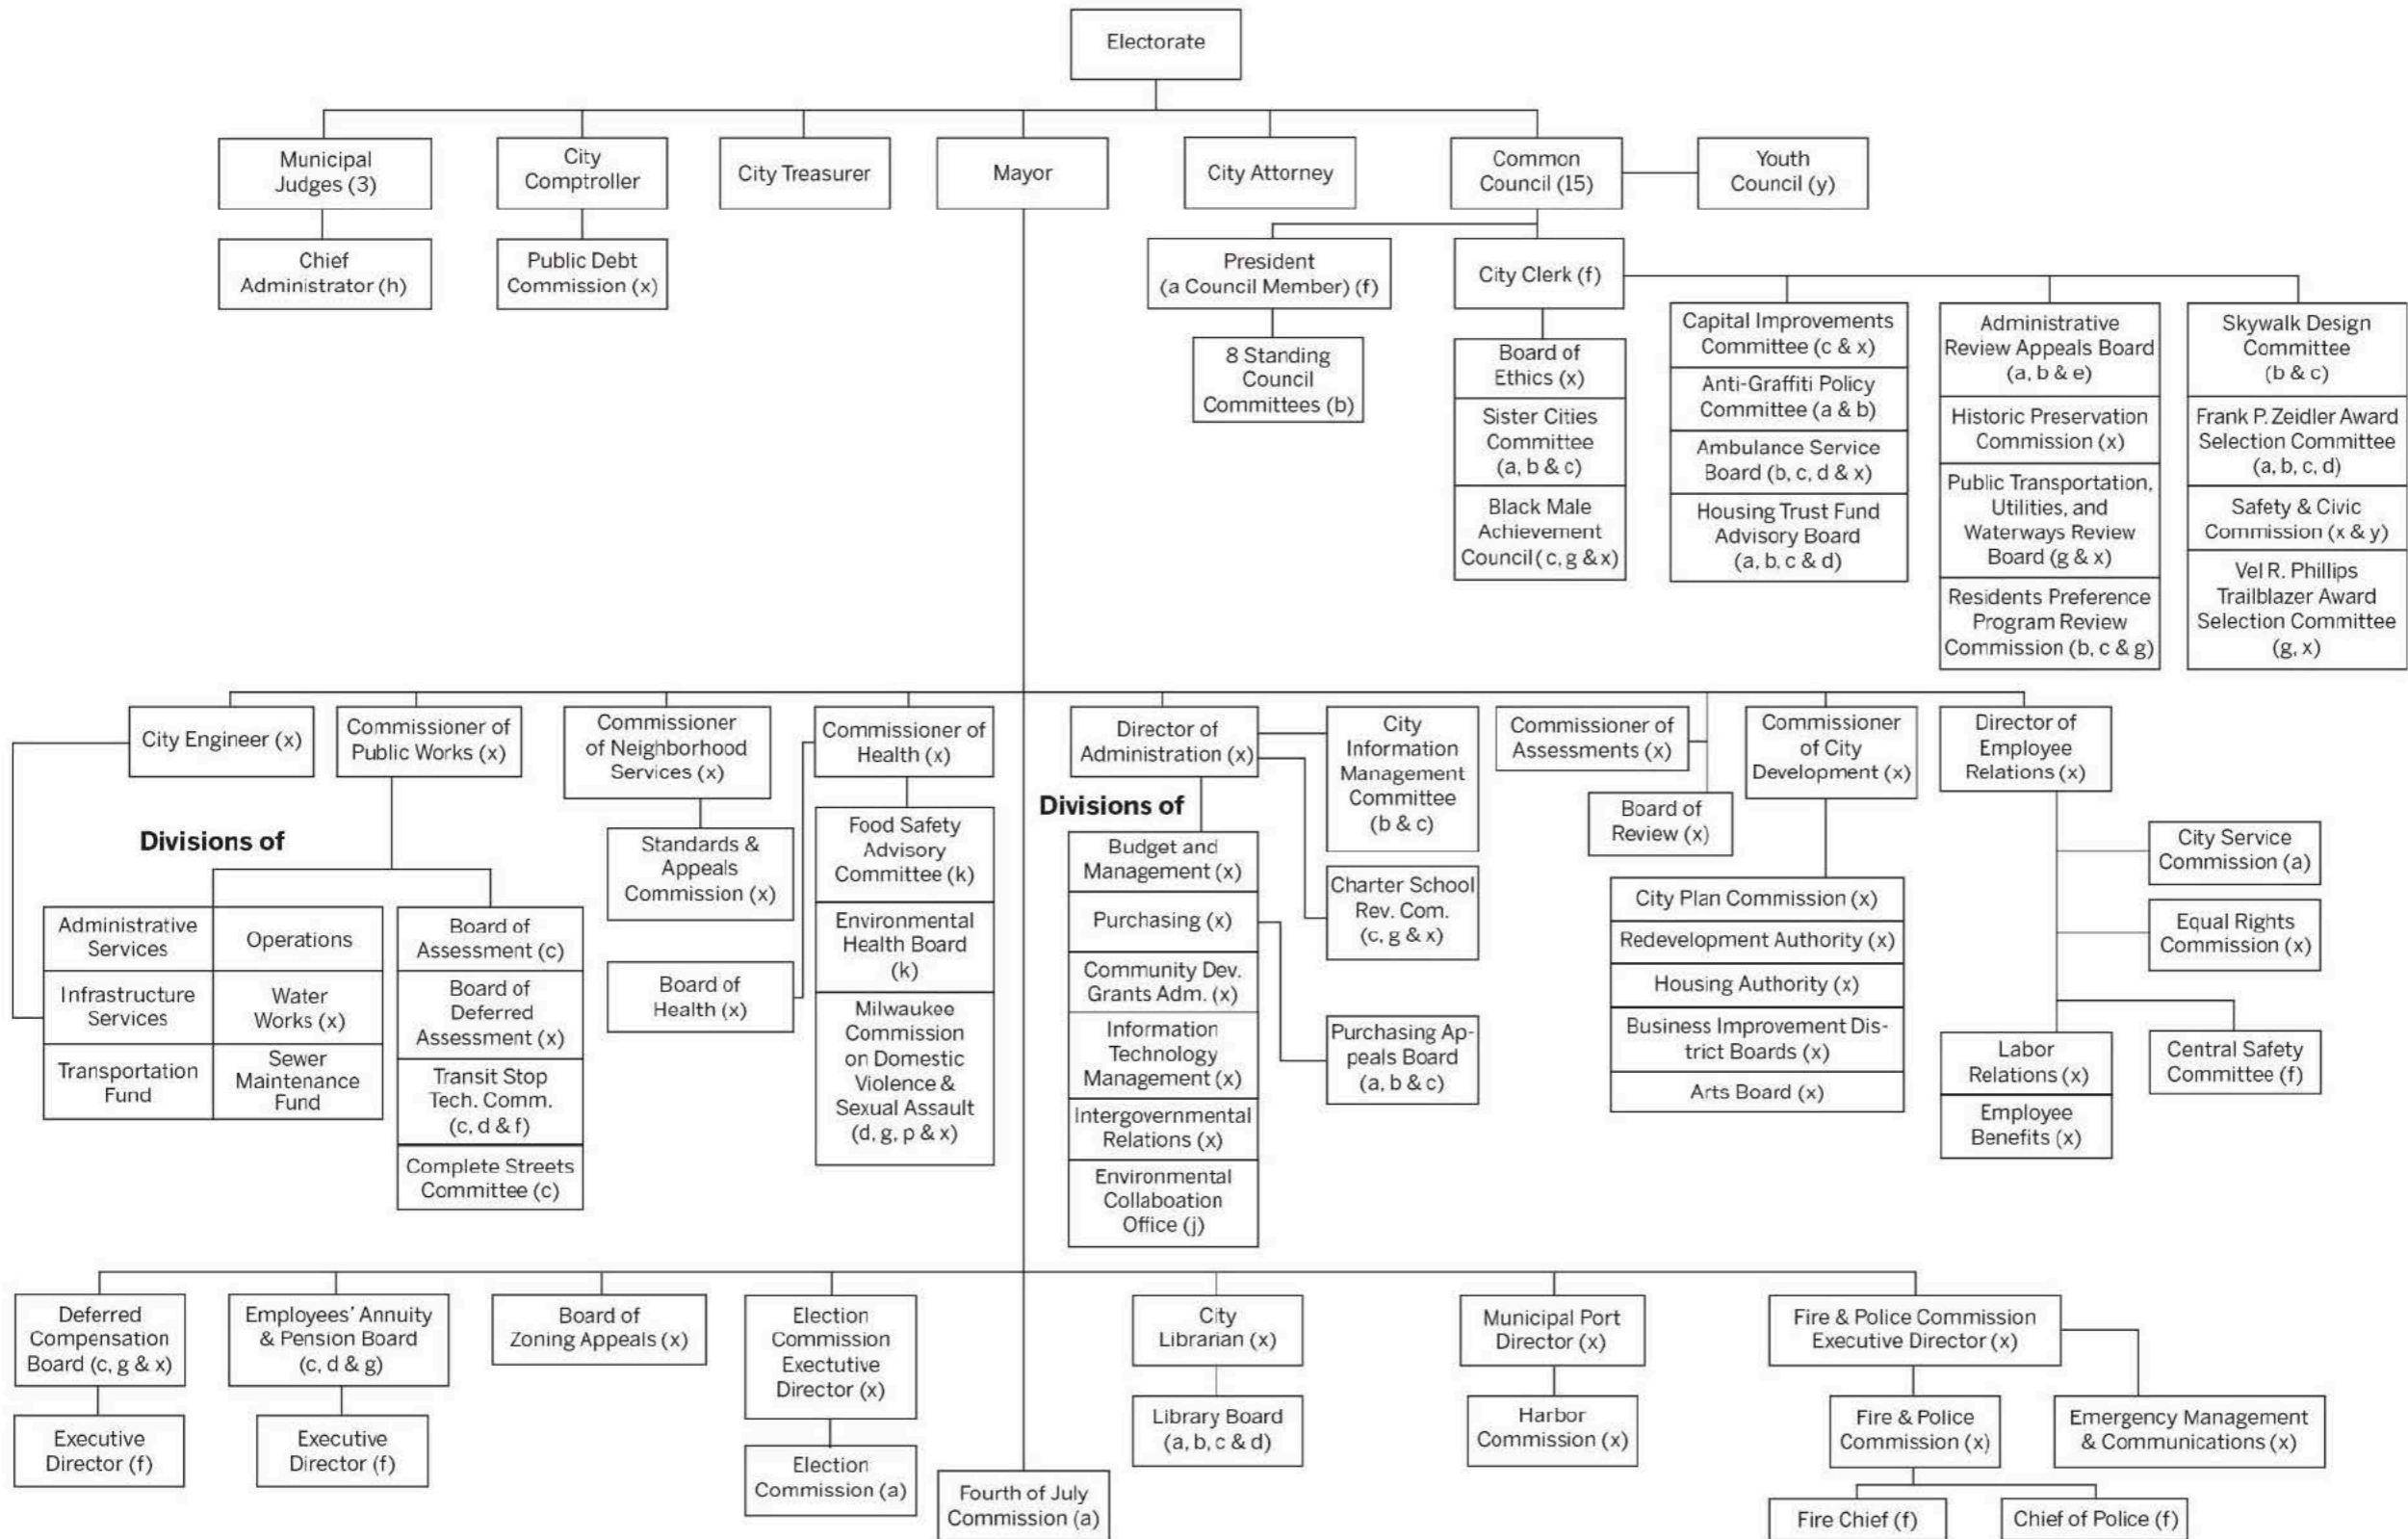 Electorate
Municipal
Judges (3)
City
Comptroller
City Treasurer
Mayor
City Attorney
Common
Council (15)
Youth
Council (y)
Chief
Administrator (h)
Public Debt
Commission (x)
President
(a Council Member) (f)
City Clerk (f)
8 Standing
Council
Committees (b)
Board of
Ethics (x)
Sister Cities
Committee
(a, b & c)
Black Male
Achievement
Council( c, g & x)
Capital Improvements
Committee (c & x)
Anti-Graffiti Policy
Committee (a & b)
Ambulance Service
Board (b, c, d & x)
Housing Trust Fund
Advisory Board
(a, b, c & d)
Administrative
Review Appeals Board
(a, b & e)
Historic Preservation
Commission (x)
Public Transportation,
Utilities, and
Waterways Review
Board (g & x)
Residents Preference
Program Review
Commission (b, c & g)
Skywalk Design
Committee
(b & c)
Frank P. Zeidler Award
Selection Committee
(a, b, c, d)
Safety & Civic
Commission (x & y)
Vel R. Phillips
Trailblazer Award
Selection Committee
(g, x)
City Engineer (x)
Commissioner of
Public Works (x)
Commissioner
of Neighborhood
Services (x)
Commissioner of
Health (x)
Director of
Administration (x)
City
Information
Management
Committee
(b & c)
Commissioner of
Assessments (x)
Board of
Review (x)
Commissioner
of City
Development (x)
Director of
Employee
Relations (x)
Divisions of
Administrative
Services
Operations
Infrastructure
Services
Water
Works (x)
Transportation
Fund
Sewer
Maintenance
Fund
Board of
Assessment (c)
Board of
Deferred
Assessment (x)
Transit Stop
Tech. Comm.
(c, d & f)
Complete Streets
Committee (c)
Standards &
Appeals
Commission (x)
Board of
Health (x)
Food Safety
Advisory
Committee (k)
Environmental
Health Board
(k)
Milwaukee
Commission
on Domestic
Violence &
Sexual Assault
(d, g, p & x)
Divisions of
Budget and
Management (x)
Purchasing (x)
Community Dev.
Grants Adm. (x)
Information
Technology
Management (x)
Intergovernmental
Relations (x)
Environmental
Collaboation
Office (j)
Charter School
Rev. Com.
(c, g & x)
Purchasing Ap-
peals Board
(a, b & c)
City Plan Commission (x)
Redevelopment Authority (x)
Housing Authority (x)
Business Improvement Dis-
trict Boards (x)
Arts Board (x)
City Service
Commission (a)
Equal Rights
Commission (x)
Labor
Relations (x)
Employee
Benefits (x)
Central Safety
Committee (f)
Deferred
Compensation
Board (c, g & x)
Executive
Director (f)
Employees' Annuity
& Pension Board
(c, d & g)
Executive
Director (f)
Board of
Zoning Appeals (x)
Election
Commission
Exectutive
Director (x)
Election
Commission (a)
Fourth of July
Commission (a)
City
Librarian (x)
Library Board
(a, b, c & d)
Municipal Port
Director (x)
Harbor
Commission (x)
Fire & Police Commission
Executive Director (x)
Fire & Police
Commission (x)
Emergency Management
& Communications (x)
Fire Chief (f)
Chief of Police (f)